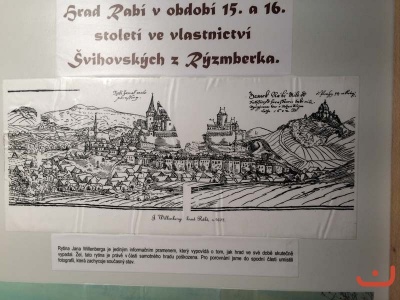 Hrad Rabí v období 15. a 16.
století ve vlastnictví
Švihovských z Rýzmberka.
J. Willenberg
Rytina Jana Willenberga je jediným informačním pramenem, který vypovídá o tom, jak hrad ve své době skutečně
vypadal. Žel, tato rytina je právě v části samotného hradu poškozena. Pro porovnání jsme do spodní části umístili
fotografii, která zachycuje současný stav.